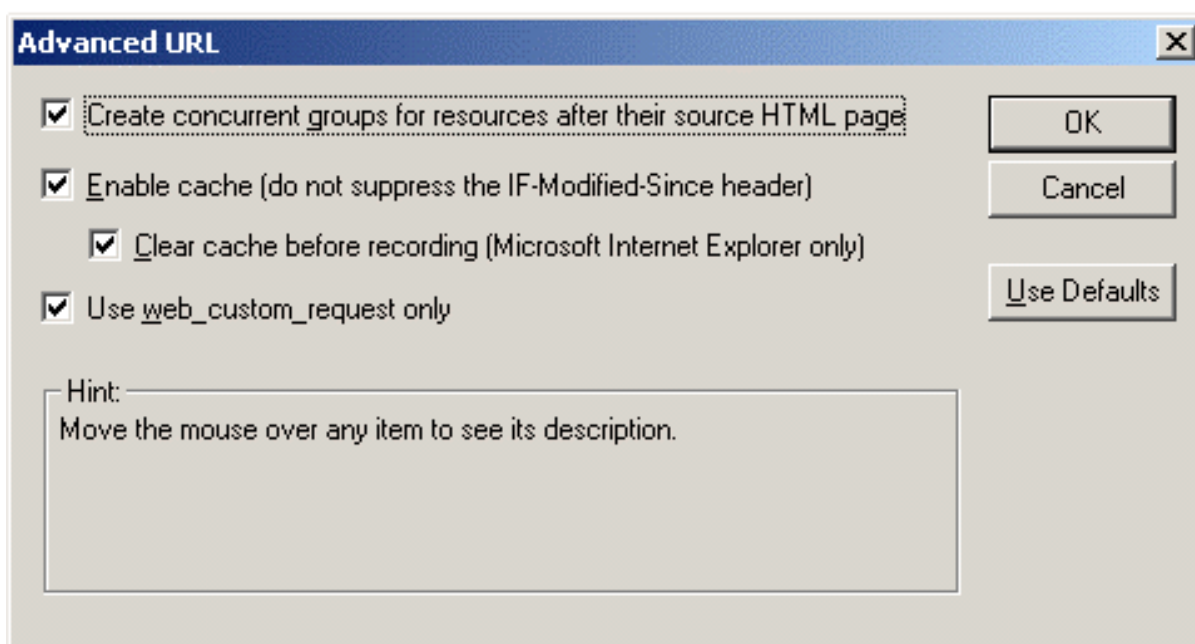 Advanced URL
Create concurrent groups for resources after their source HTML page
OK
Enable cache (do not suppress the IF-Modified-Since header)
Cancel
Clear cache before recording (Microsoft Internet Explorer only)
Use Defaults
Use web_custom_request only
Hint:
Move the mouse over any item to see its description.